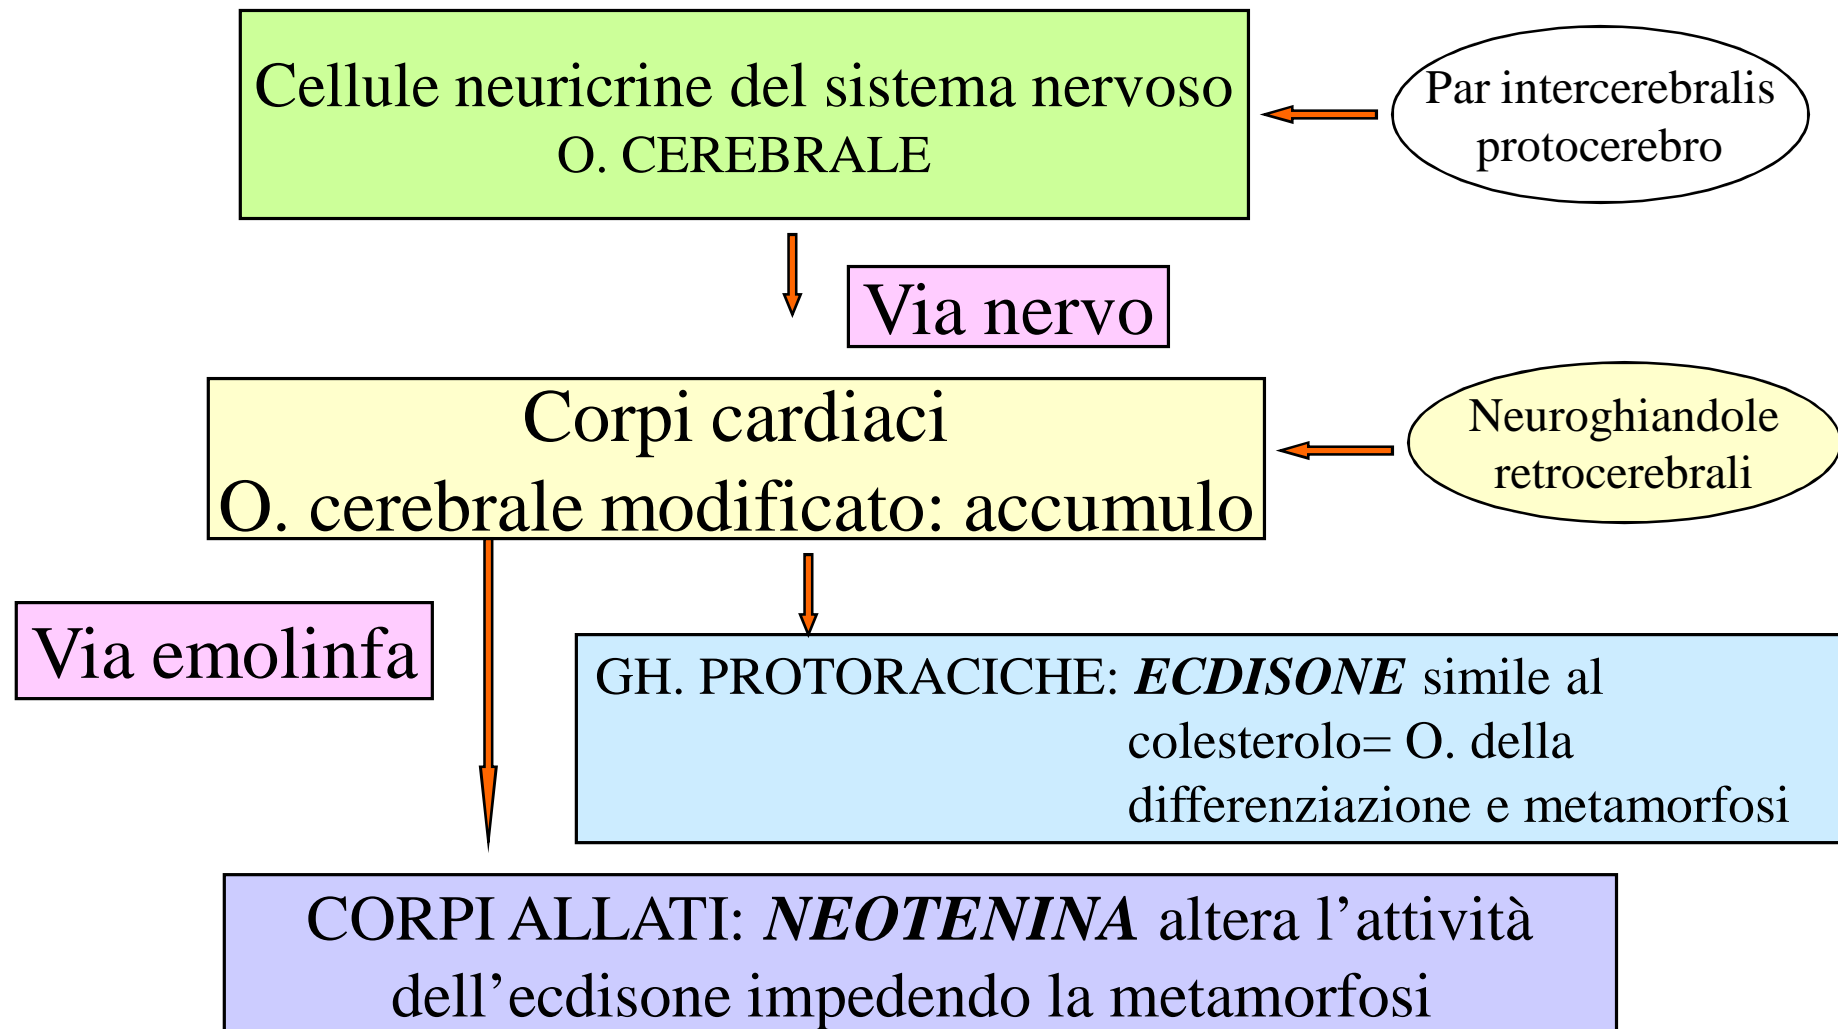 Cellule neuricrine del sistema nervoso
O. CEREBRALE
Par intercerebralis
protocerebro
Via nervo
Corpi cardiaci
O. cerebrale modificato: accumulo
Neuroghiandole
retrocerebrali
Via emolinfa
GH. PROTORACICHE: ECDISONE simile al
colesterolo= O. della
differenziazione e metamorfosi
CORPI ALLATI: NEOTENINA altera l’attività
dell’ecdisone impedendo la metamorfosi